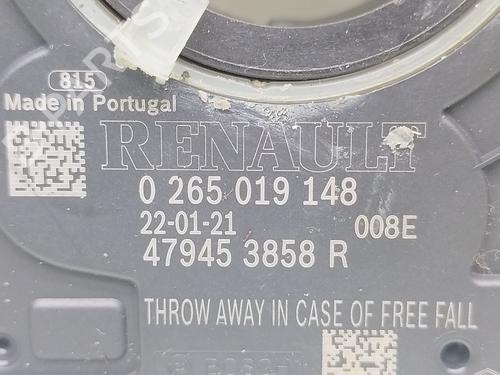 815
Made in Portugal
RENAULT
0 265 019 148
22-01-21 008E
47945 3858 R
THROW AWAY IN CASE OF FREE FALL
BOSCH